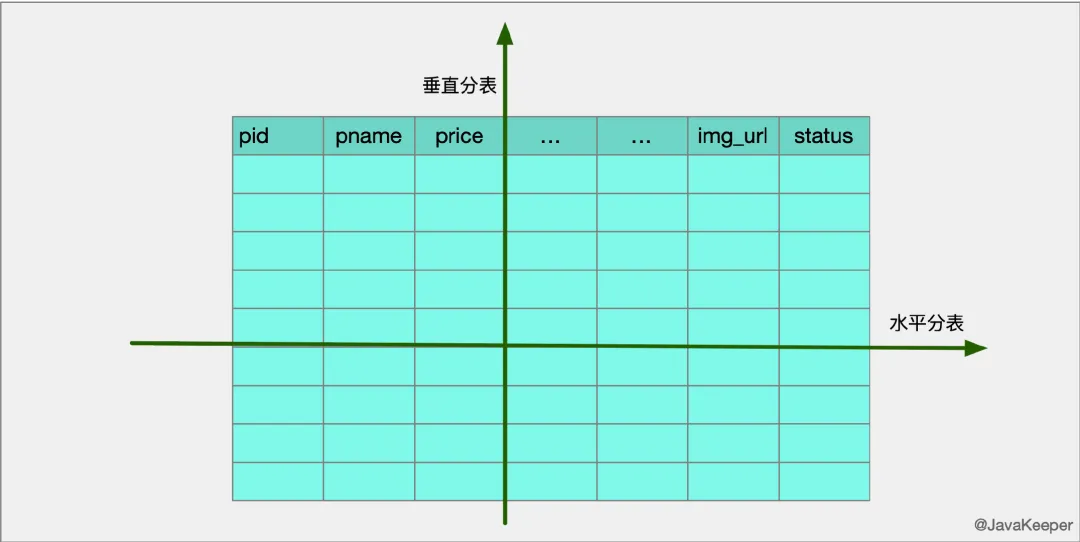 垂直分表
pid pname price ... ... img_url status
水平分表
@JavaKeeper